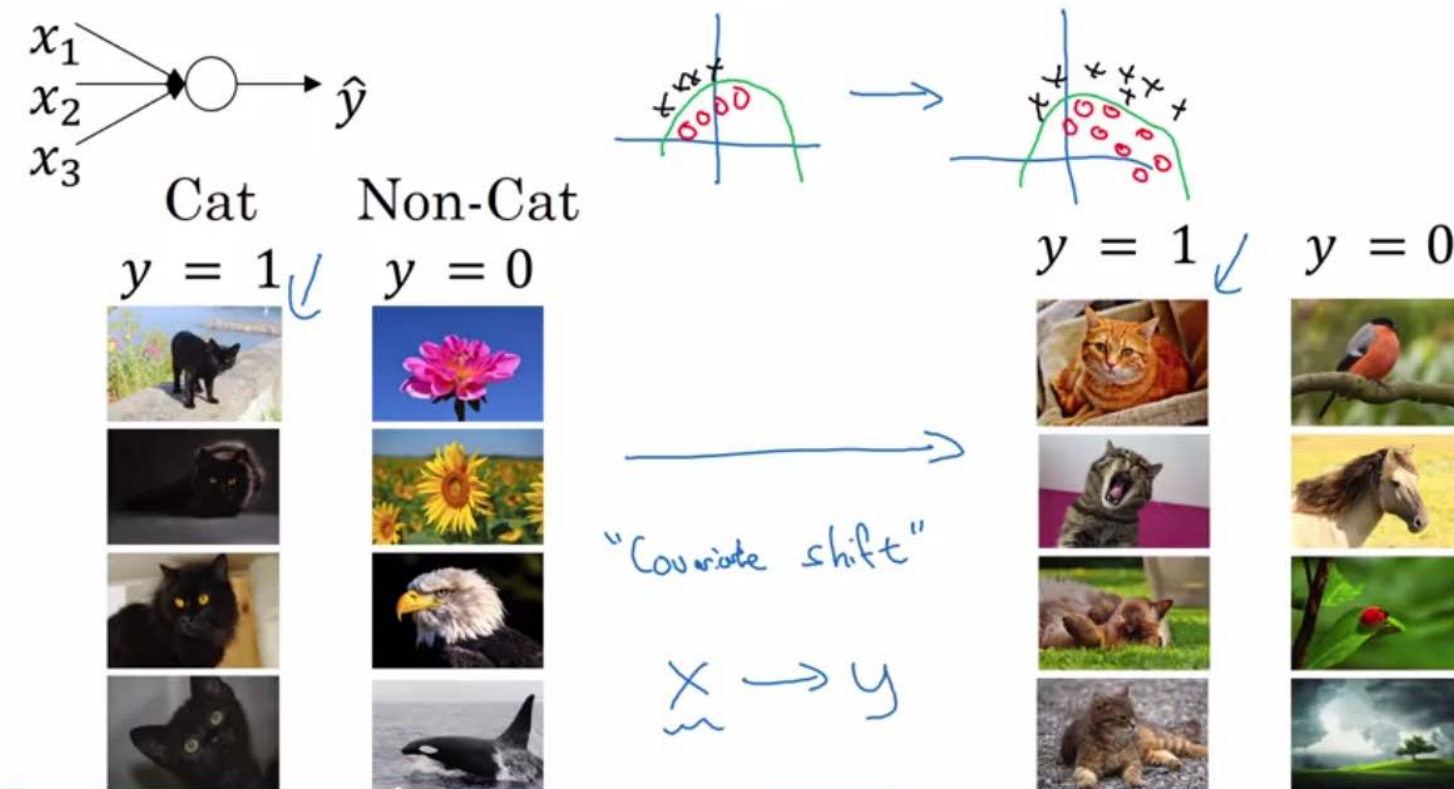 x₁
x₂
x₃
ŷ
Cat
Non-Cat
y = 1
y = 0
y = 1
y = 0
"Covariate shift"
x → y